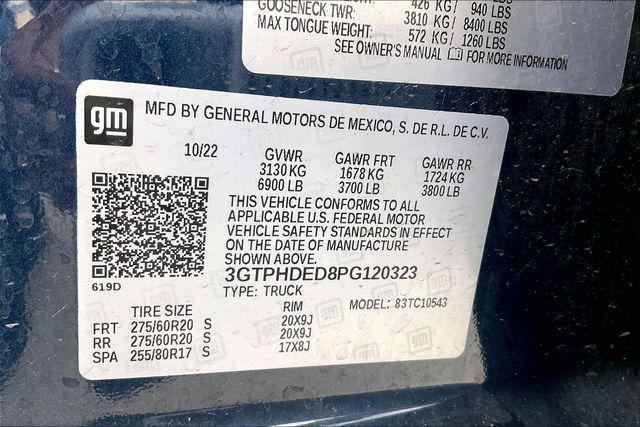 426 KG/ 940 LBS
GOOSENECK TWR: 3810 KG/ 8400 LBS
MAX TONGUE WEIGHT: 572 KG/ 1260 LBS
SEE OWNER'S MANUAL FOR MORE INFORMATION
gm
MFD BY GENERAL MOTORS DE MEXICO, S. DE R.L. DE C.V.
10/22 GVWR GAWR FRT GAWR RR
3130 KG 1678 KG 1724 KG
6900 LB 3700 LB 3800 LB
THIS VEHICLE CONFORMS TO ALL
APPLICABLE U.S. FEDERAL MOTOR
VEHICLE SAFETY STANDARDS IN EFFECT
ON THE DATE OF MANUFACTURE
SHOWN ABOVE.
3GTPHDED8PG120323
619D
TYPE: TRUCK
TIRE SIZE RIM MODEL: 83TC10543
FRT 275/60R20 S 20X9J
RR 275/60R20 S 20X9J
SPA 255/80R17 S 17X8J